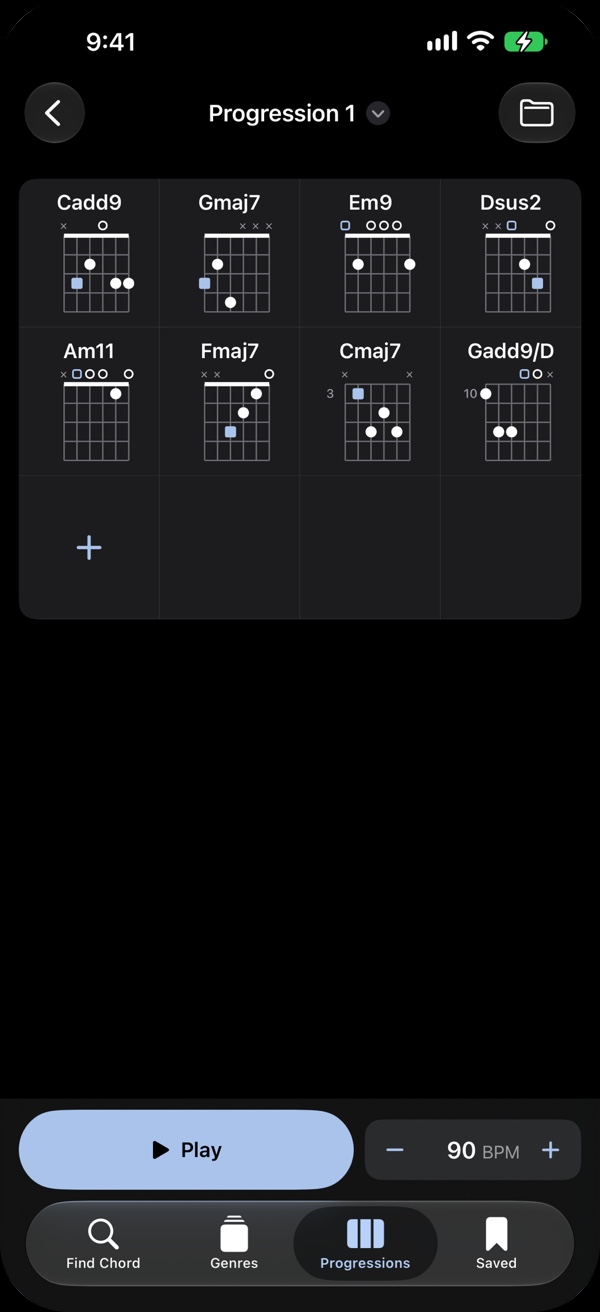 9:41
Progression 1
Cadd9 Gmaj7 Em9 Dsus2
Am11 Fmaj7 Cmaj7 Gadd9/D
3 10
Play
90 BPM
Find Chord Genres Progressions Saved